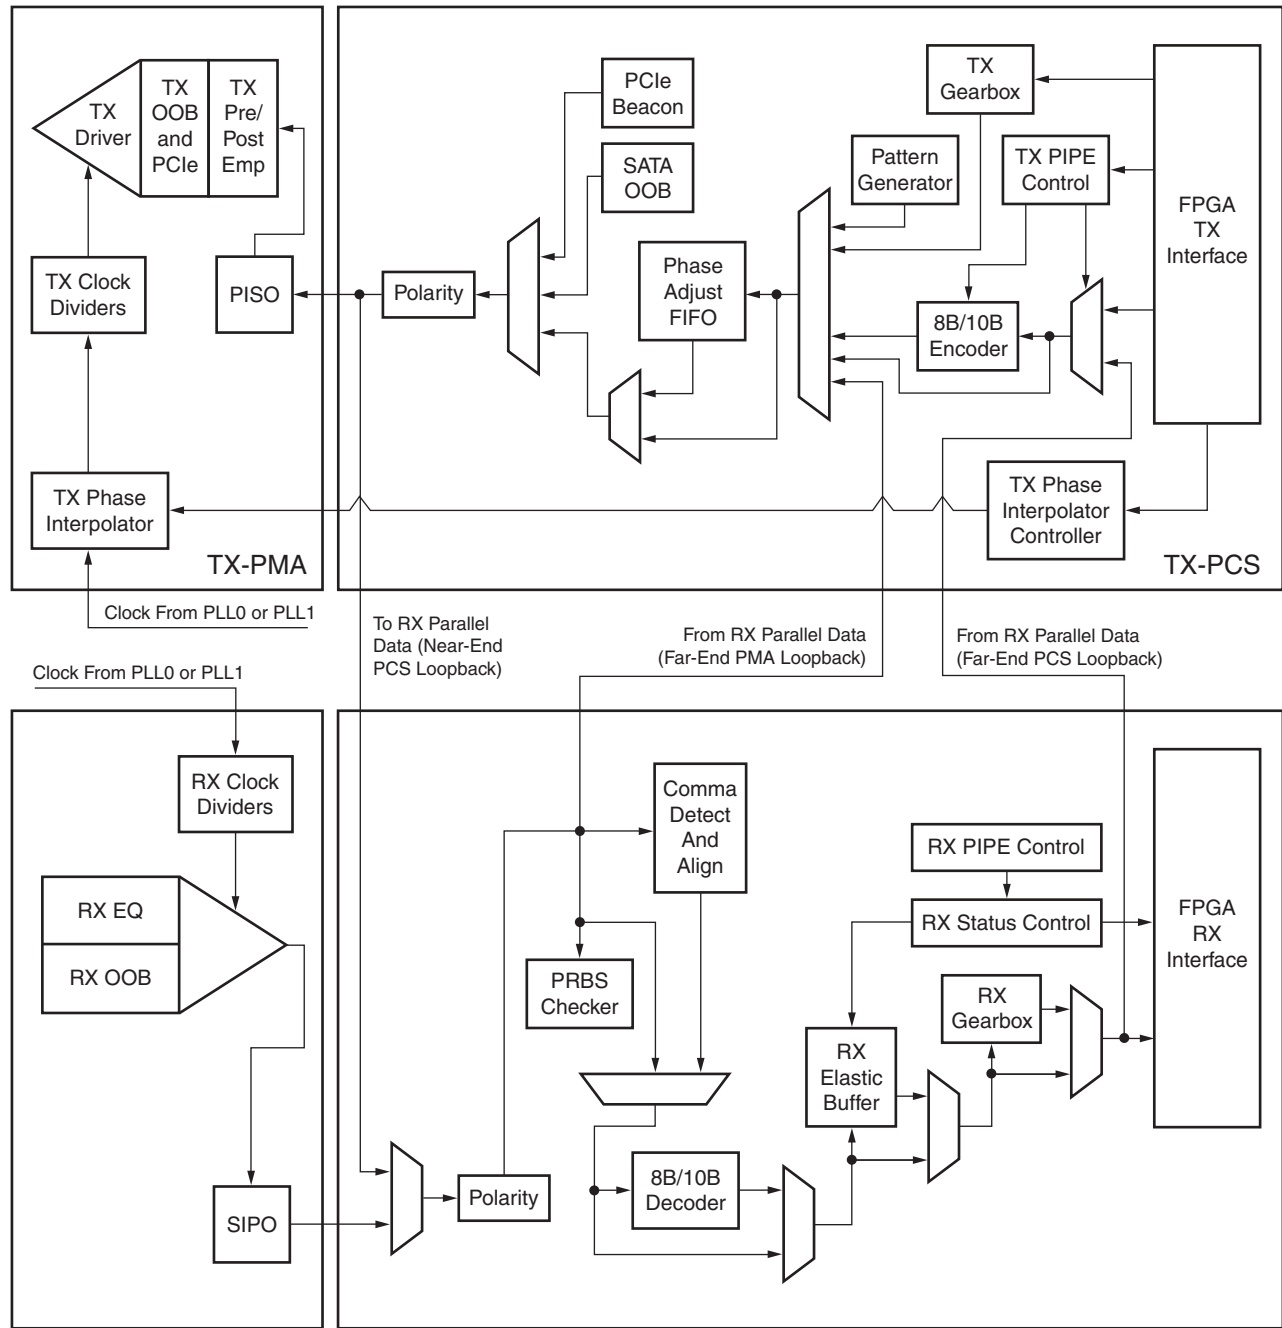 TX
Driver
TX
OOB
and
PCIe
TX
Pre/
Post
Emp
TX Clock
Dividers
PISO
TX Phase
Interpolator
TX-PMA
Clock From PLL0 or PLL1
PCIe
Beacon
SATA
OOB
Polarity
Phase
Adjust
FIFO
Pattern
Generator
TX
Gearbox
TX PIPE
Control
8B/10B
Encoder
FPGA
TX
Interface
TX Phase
Interpolator
Controller
TX-PCS
To RX Parallel
Data (Near-End
PCS Loopback)
From RX Parallel Data
(Far-End PMA Loopback)
From RX Parallel Data
(Far-End PCS Loopback)
Clock From PLL0 or PLL1
RX Clock
Dividers
RX EQ
RX OOB
SIPO
Polarity
Comma
Detect
And
Align
PRBS
Checker
8B/10B
Decoder
RX
Elastic
Buffer
RX PIPE Control
RX Status Control
RX
Gearbox
FPGA
RX
Interface